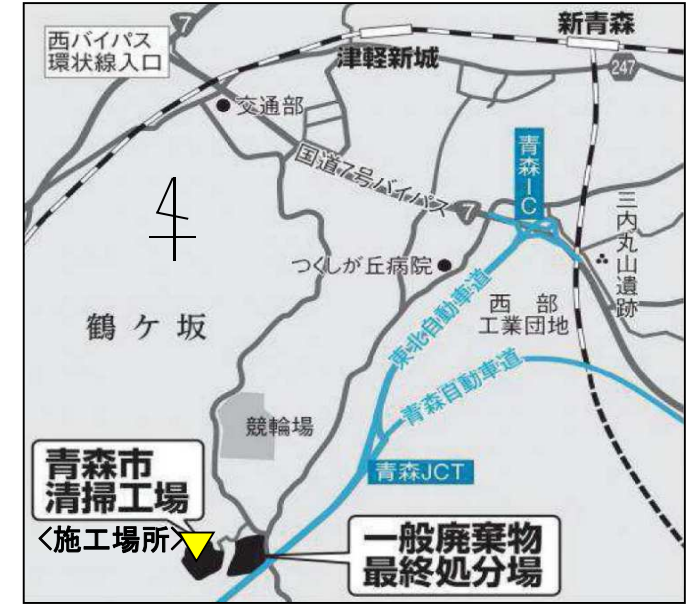 7
新青森
西バイパス
環状線入口
津軽新城
247
交通部
国道7号バイパス
青森IC
7
三内丸山遺跡
つくしが丘病院
西部
工業団地
東北自動車道
鶴ケ坂
青森自動車道
競輪場
青森JCT
青森市
清掃工場
<施工場所>
一般廃棄物
最終処分場